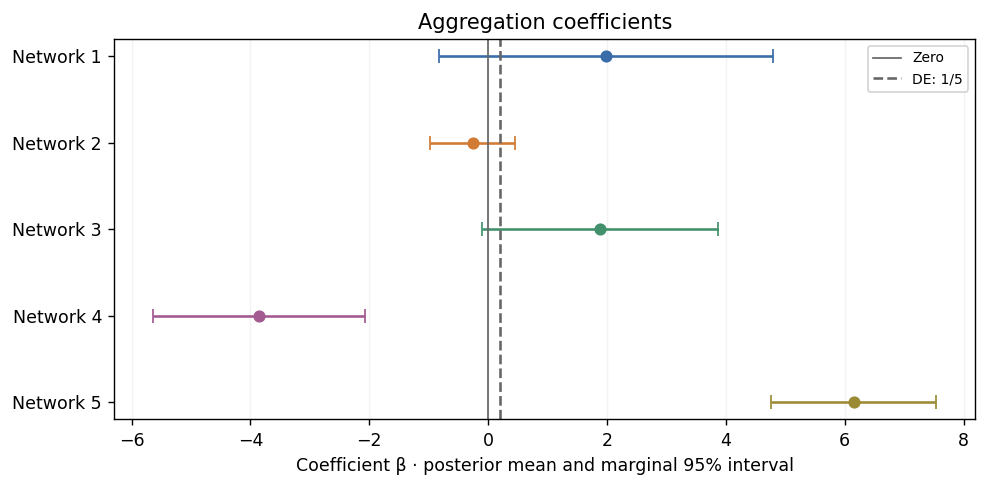 Aggregation coefficients
Network 1
Network 2
Network 3
Network 4
Network 5
Zero
DE: 1/5
−6 −4 −2 0 2 4 6 8
Coefficient β · posterior mean and marginal 95% interval